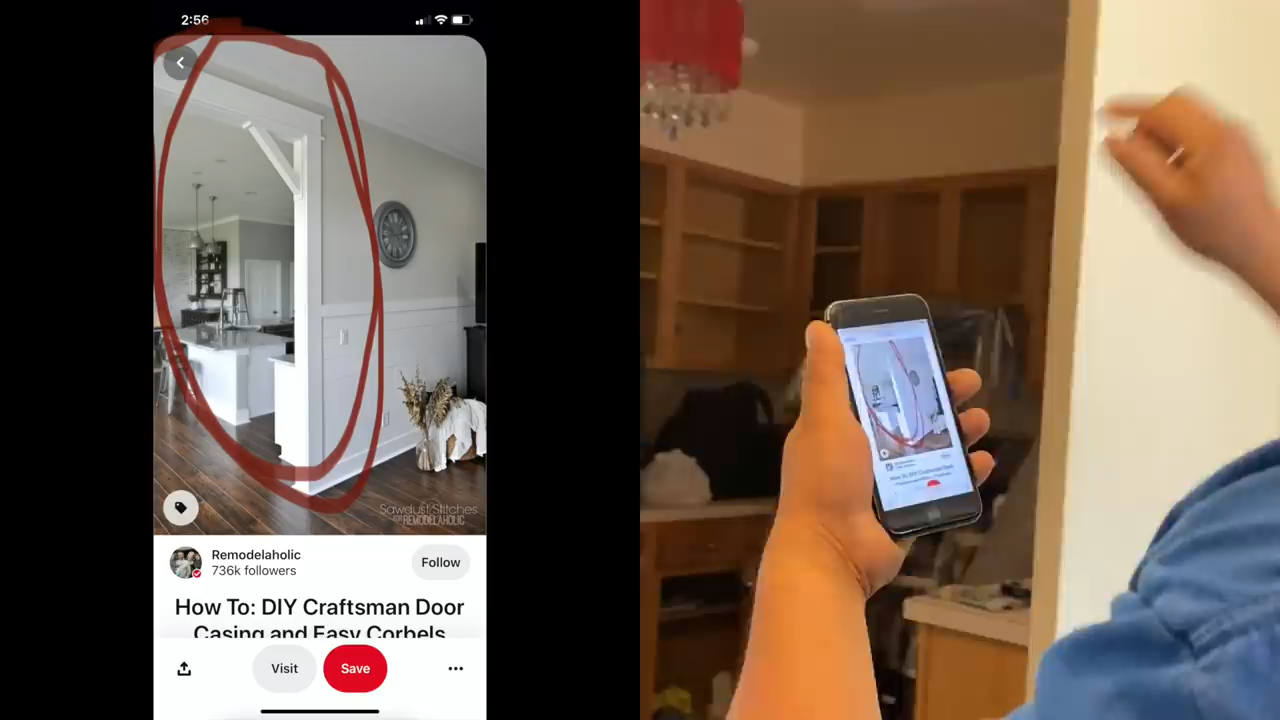 2:56
Sawdust Stitches
FOR REMODELAHOLIC
Remodelaholic
736k followers
Follow
How To: DIY Craftsman Door
Casing and Easy Corbels
Visit
Save